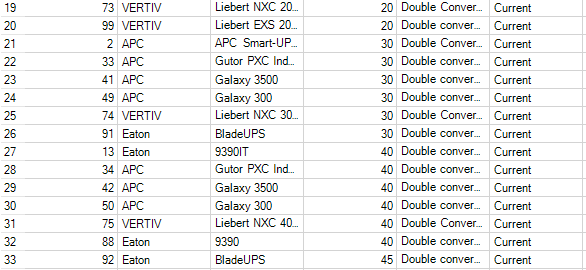 19 73 VERTIV Liebert NXC 20... 20 Double Conver... Current
20 99 VERTIV Liebert EXS 20... 20 Double conver... Current
21 2 APC APC Smart-UP... 30 Double Conver... Current
22 33 APC Gutor PXC Ind... 30 Double conver... Current
23 41 APC Galaxy 3500 30 Double conver... Current
24 49 APC Galaxy 300 30 Double conver... Current
25 74 VERTIV Liebert NXC 30... 30 Double Conver... Current
26 91 Eaton BladeUPS 30 Double conver... Current
27 13 Eaton 9390IT 40 Double conver... Current
28 34 APC Gutor PXC Ind... 40 Double conver... Current
29 42 APC Galaxy 3500 40 Double conver... Current
30 50 APC Galaxy 300 40 Double conver... Current
31 75 VERTIV Liebert NXC 40... 40 Double Conver... Current
32 88 Eaton 9390 40 Double conver... Current
33 92 Eaton BladeUPS 45 Double conver... Current